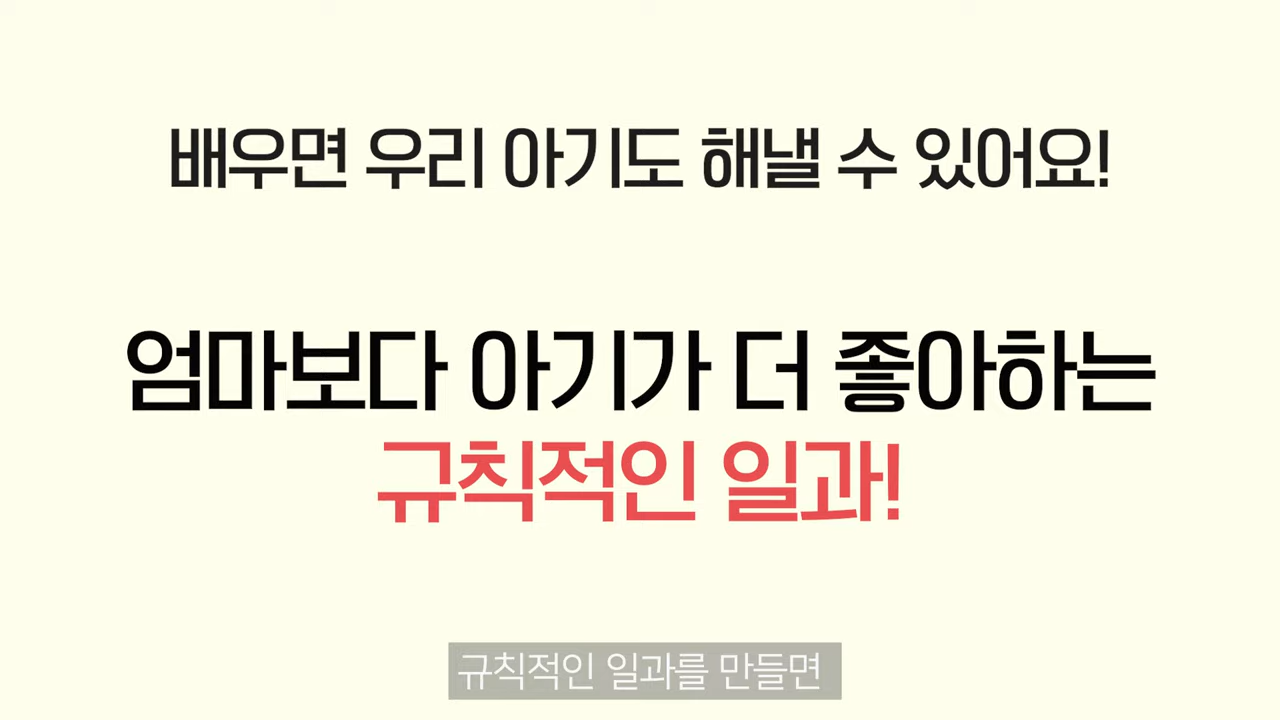 배우면 우리 아기도 해낼 수 있어요!
엄마보다 아기가 더 좋아하는
규칙적인 일과!
규칙적인 일과를 만들면